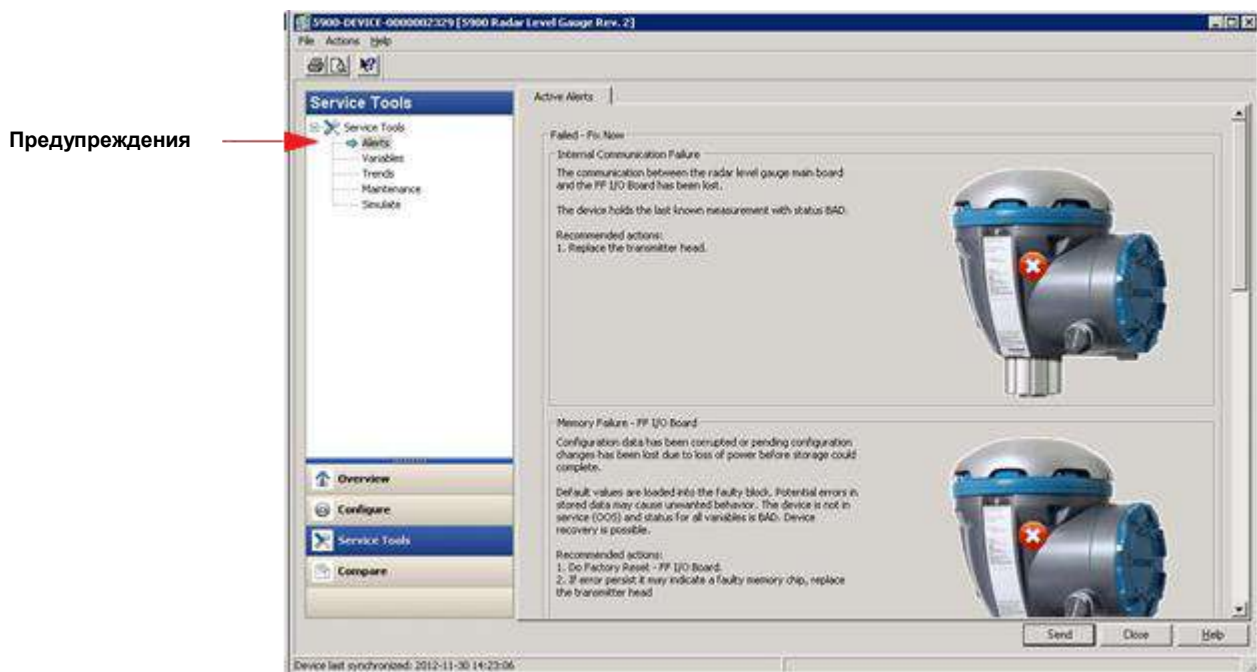 5900-DEVICE-0000002329 [5900 Radar Level Gauge Rev. 2]
File Actions Help
Service Tools
Service Tools
Alerts
Variables
Trends
Maintenance
Simulate
Предупреждения
Overview
Configure
Service Tools
Compare
Active Alerts
Failed - Fix Now
Internal Communication Failure
The communication between the radar level gauge main board
and the FF I/O Board has been lost.
The device holds the last known measurement with status BAD.
Recommended actions:
1. Replace the transmitter head.
Memory Failure - FF I/O Board
Configuration data has been corrupted or pending configuration
changes has been lost due to loss of power before storage could
complete.
Default values are loaded into the faulty block. Potential errors in
stored data may cause unwanted behavior. The device is not in
service (OOS) and status for all variables is BAD. Device
recovery is possible.
Recommended actions:
1. Do Factory Reset - FF I/O Board.
2. If error persist it may indicate a faulty memory chip, replace
the transmitter head
Send Close Help
Device last synchronized: 2012-11-30 14:23:06